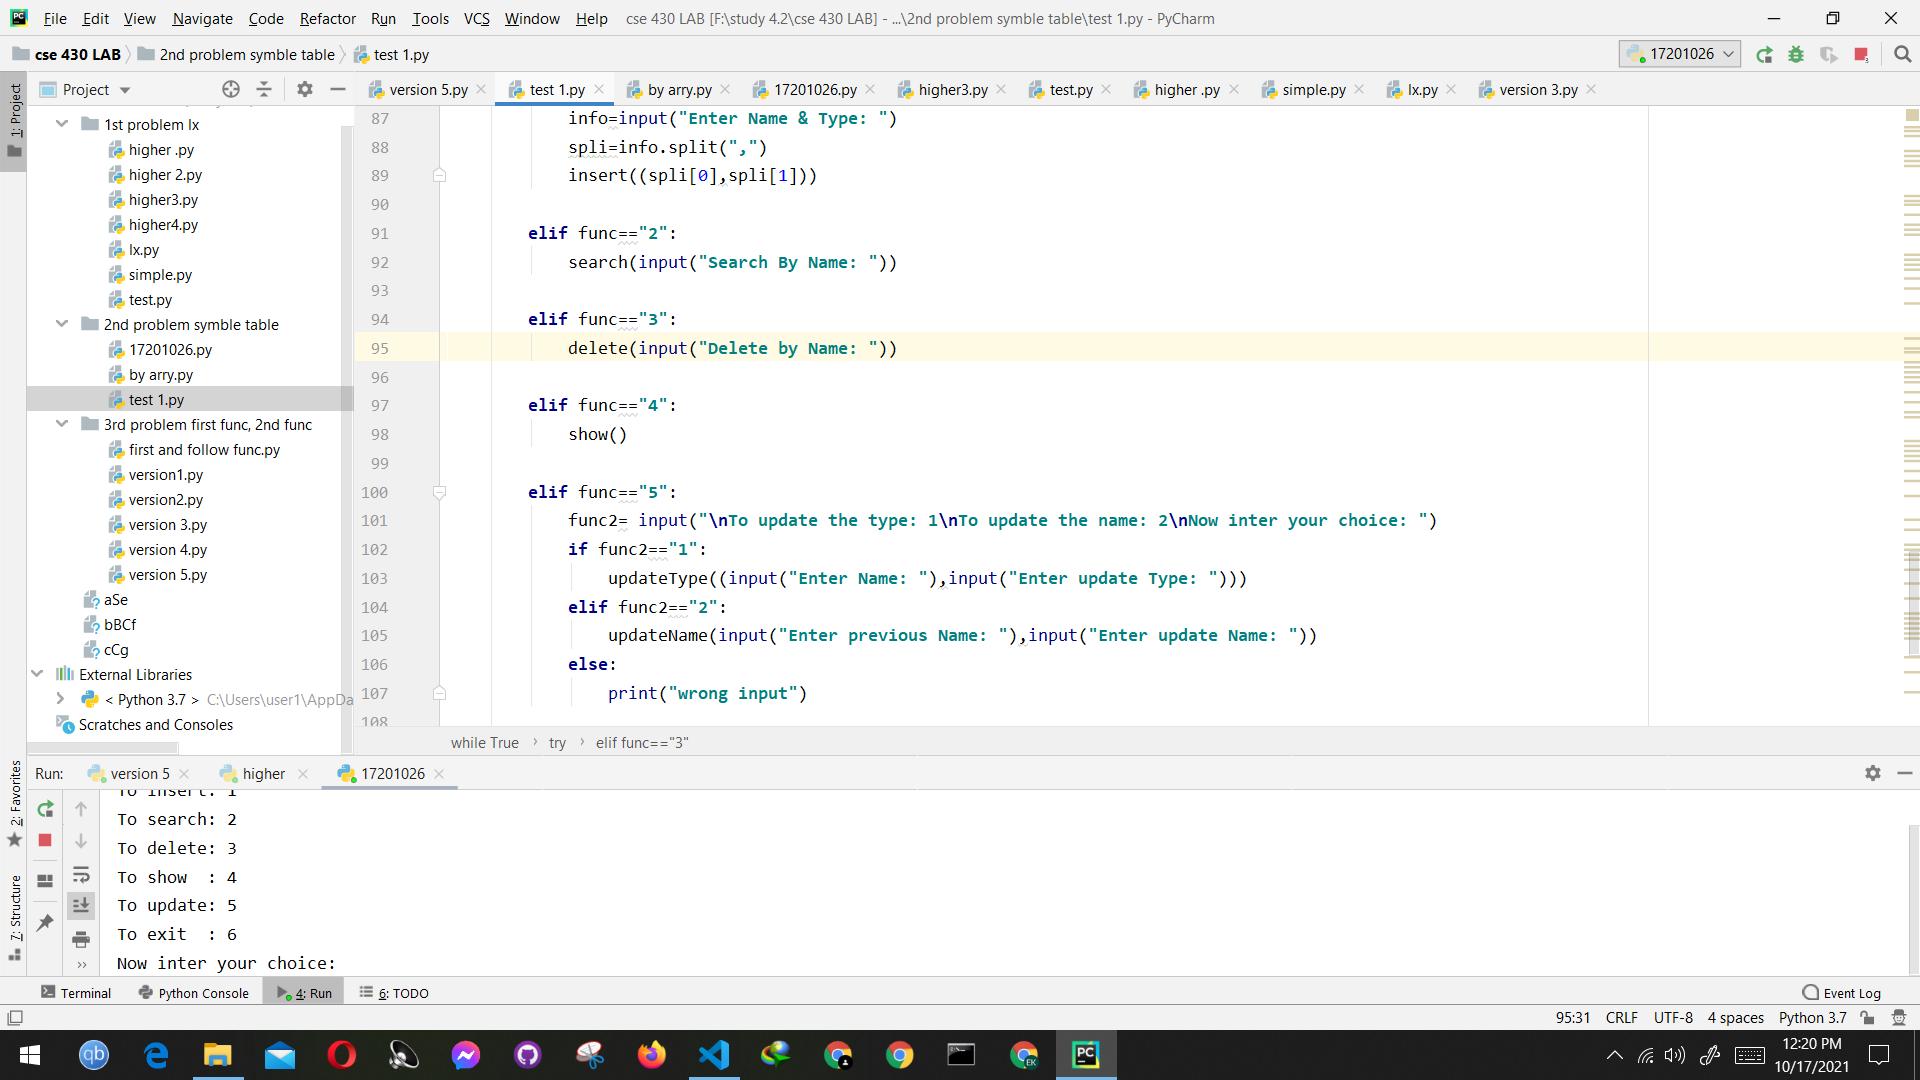 File Edit View Navigate Code Refactor Run Tools VCS Window Help cse 430 LAB [F:\study 4.2\cse 430 LAB] - ...\2nd problem symble table\test 1.py - PyCharm
cse 430 LAB 2nd problem symble table test 1.py 17201026
1: Project
Project
version 5.py test 1.py by arry.py 17201026.py higher3.py test.py higher .py simple.py lx.py version 3.py
1st problem lx
higher .py
higher 2.py
higher3.py
higher4.py
lx.py
simple.py
test.py
2nd problem symble table
17201026.py
by arry.py
test 1.py
3rd problem first func, 2nd func
first and follow func.py
version1.py
version2.py
version 3.py
version 4.py
version 5.py
aSe
bBCf
cCg
External Libraries
< Python 3.7 > C:\Users\user1\AppDa
Scratches and Consoles
87 info=input("Enter Name & Type: ")
88 spli=info.split(",")
89 insert((spli[0],spli[1]))
90
91 elif func=="2":
92 search(input("Search By Name: "))
93
94 elif func=="3":
95 delete(input("Delete by Name: "))
96
97 elif func=="4":
98 show()
99
100 elif func=="5":
101 func2= input("\nTo update the type: 1\nTo update the name: 2\nNow inter your choice: ")
102 if func2=="1":
103 updateType((input("Enter Name: "),input("Enter update Type: ")))
104 elif func2=="2":
105 updateName(input("Enter previous Name: "),input("Enter update Name: "))
106 else:
107 print("wrong input")
108
while True try elif func=="3"
Run: version 5 higher 17201026
2: Favorites
7: Structure
To insert: 1
To search: 2
To delete: 3
To show  : 4
To update: 5
To exit  : 6
Now inter your choice:
Terminal Python Console 4: Run 6: TODO Event Log
95:31 CRLF UTF-8 4 spaces Python 3.7
12:20 PM
10/17/2021